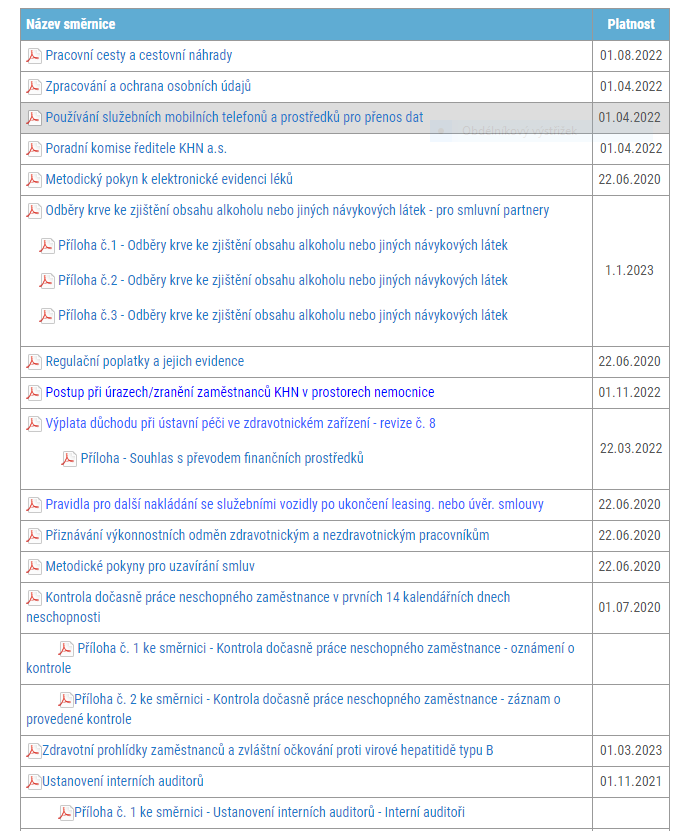 Název směrnice Platnost
Pracovní cesty a cestovní náhrady 01.08.2022
Zpracování a ochrana osobních údajů 01.04.2022
Používání služebních mobilních telefonů a prostředků pro přenos dat 01.04.2022
Obdélníkový výstřižek
Poradní komise ředitele KHN a.s. 01.04.2022
Metodický pokyn k elektronické evidenci léků 22.06.2020
Odběry krve ke zjištění obsahu alkoholu nebo jiných návykových látek - pro smluvní partnery
Příloha č.1 - Odběry krve ke zjištění obsahu alkoholu nebo jiných návykových látek
1.1.2023
Příloha č.2 - Odběry krve ke zjištění obsahu alkoholu nebo jiných návykových látek
Příloha č.3 - Odběry krve ke zjištění obsahu alkoholu nebo jiných návykových látek
Regulační poplatky a jejich evidence 22.06.2020
Postup při úrazech/zranění zaměstnanců KHN v prostorech nemocnice 01.11.2022
Výplata důchodu při ústavní péči ve zdravotnickém zařízení - revize č. 8
22.03.2022
Příloha - Souhlas s převodem finančních prostředků
Pravidla pro další nakládání se služebními vozidly po ukončení leasing. nebo úvěr. smlouvy 22.06.2020
Přiznávání výkonnostních odměn zdravotnickým a nezdravotnickým pracovníkům 22.06.2020
Metodické pokyny pro uzavírání smluv 22.06.2020
Kontrola dočasně práce neschopného zaměstnance v prvních 14 kalendářních dnech
neschopnosti 01.07.2020
Příloha č. 1 ke směrnici - Kontrola dočasně práce neschopného zaměstnance - oznámení o
kontrole
Příloha č. 2 ke směrnici - Kontrola dočasně práce neschopného zaměstnance - záznam o
provedené kontrole
Zdravotní prohlídky zaměstnanců a zvláštní očkování proti virové hepatitidě typu B 01.03.2023
Ustanovení interních auditorů 01.11.2021
Příloha č. 1 ke směrnici - Ustanovení interních auditorů - Interní auditoři